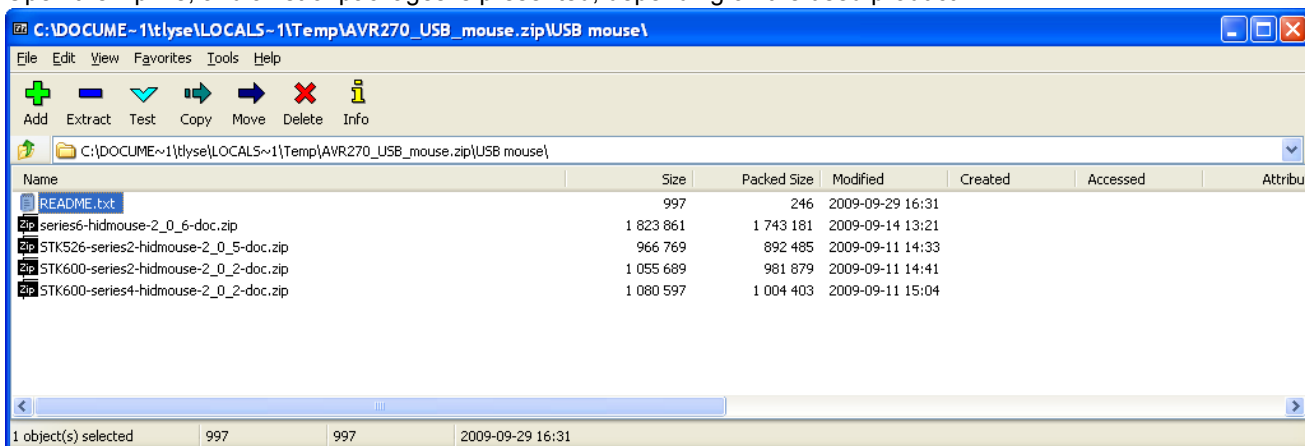 C:\DOCUME~1\tlyse\LOCALS~1\Temp\AVR270_USB_mouse.zip\USB mouse\
File Edit View Favorites Tools Help
Add Extract Test Copy Move Delete Info
C:\DOCUME~1\tlyse\LOCALS~1\Temp\AVR270_USB_mouse.zip\USB mouse\
Name Size Packed Size Modified Created Accessed Attribu
README.txt 997 246 2009-09-29 16:31
Zip series6-hidmouse-2_0_6-doc.zip 1 823 861 1 743 181 2009-09-14 13:21
Zip STK526-series2-hidmouse-2_0_5-doc.zip 966 769 892 485 2009-09-11 14:33
Zip STK600-series2-hidmouse-2_0_2-doc.zip 1 055 689 981 879 2009-09-11 14:41
Zip STK600-series4-hidmouse-2_0_2-doc.zip 1 080 597 1 004 403 2009-09-11 15:04
1 object(s) selected 997 997 2009-09-29 16:31